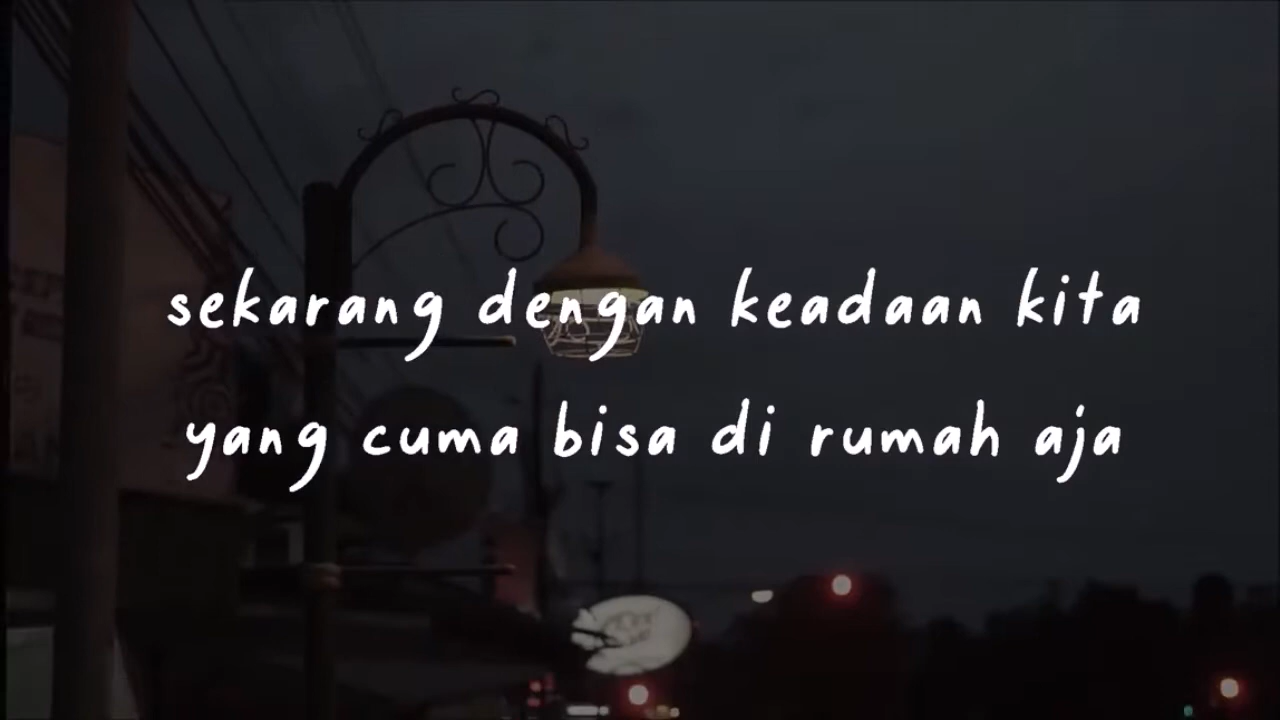 sekarang dengan keadaan kita
yang cuma bisa di rumah aja